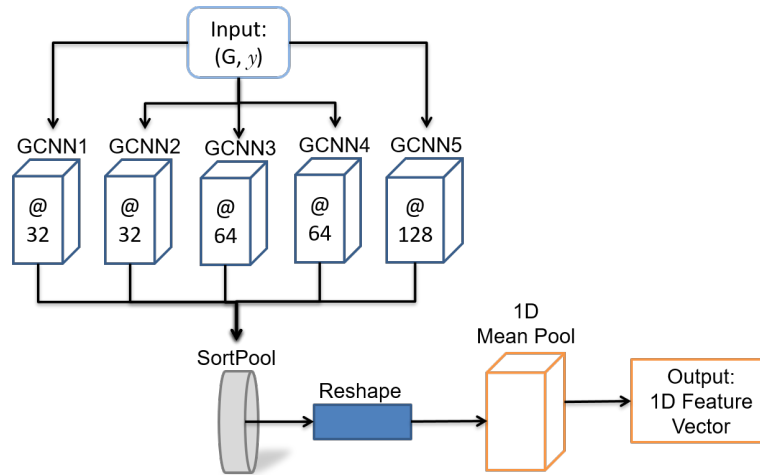 Input:
(G, y)
GCNN1
GCNN2
GCNN3
GCNN4
GCNN5
@
32
@
32
@
64
@
64
@
128
SortPool
Reshape
1D
Mean Pool
Output:
1D Feature
Vector